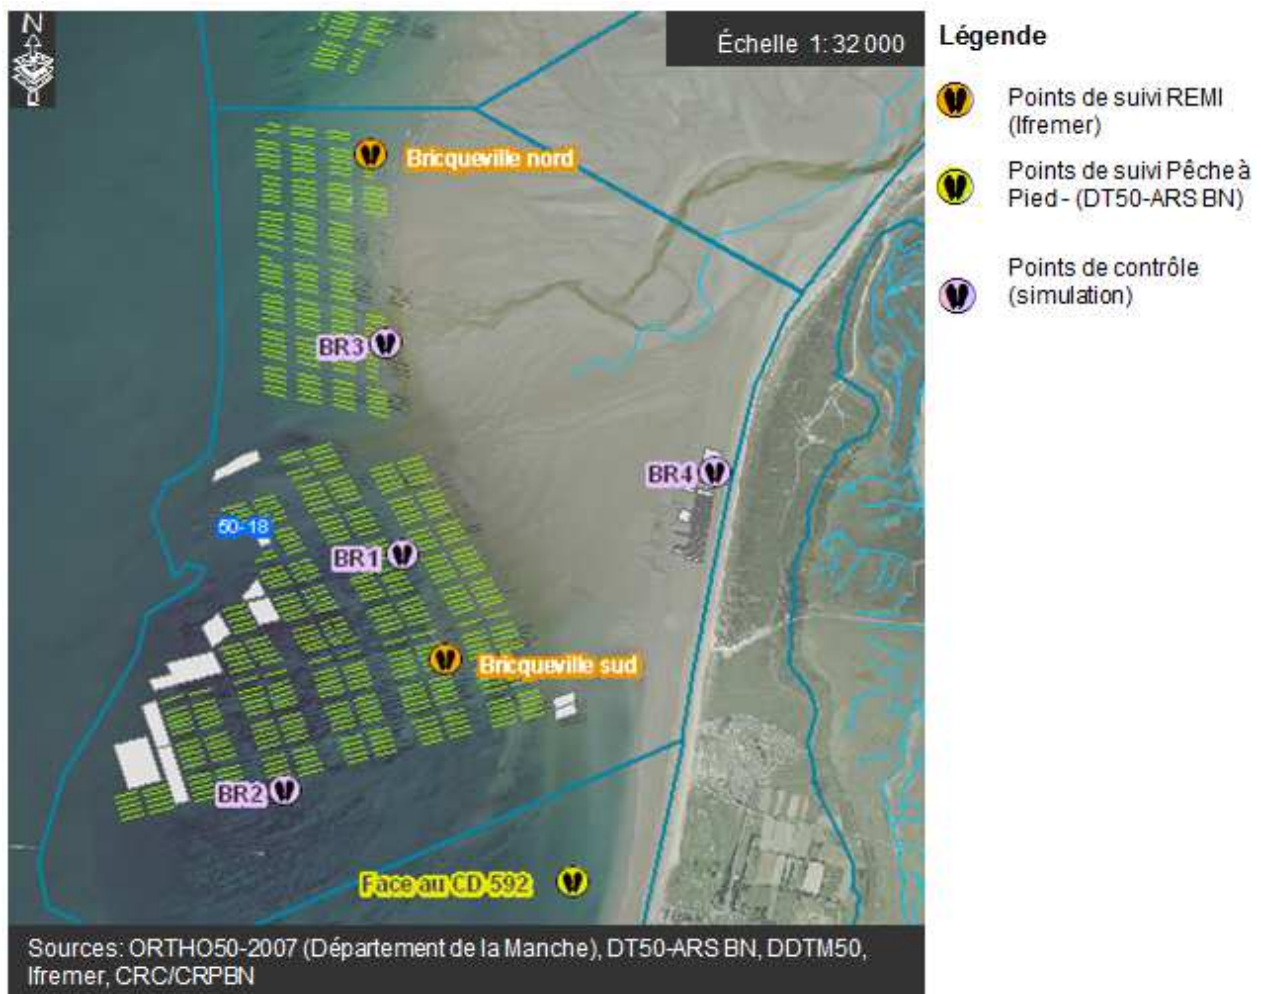 N
Échelle 1:32 000
Légende
Points de suivi REMI
(Ifremer)
Points de suivi Pêche à
Pied - (DT50-ARS BN)
Points de contrôle
(simulation)
Bricqueville nord
BR3
BR4
50-18
BR1
Bricqueville sud
BR2
Face au CD 592
Sources: ORTHO50-2007 (Département de la Manche), DT50-ARS BN, DDTM50,
Ifremer, CRC/CRPBN